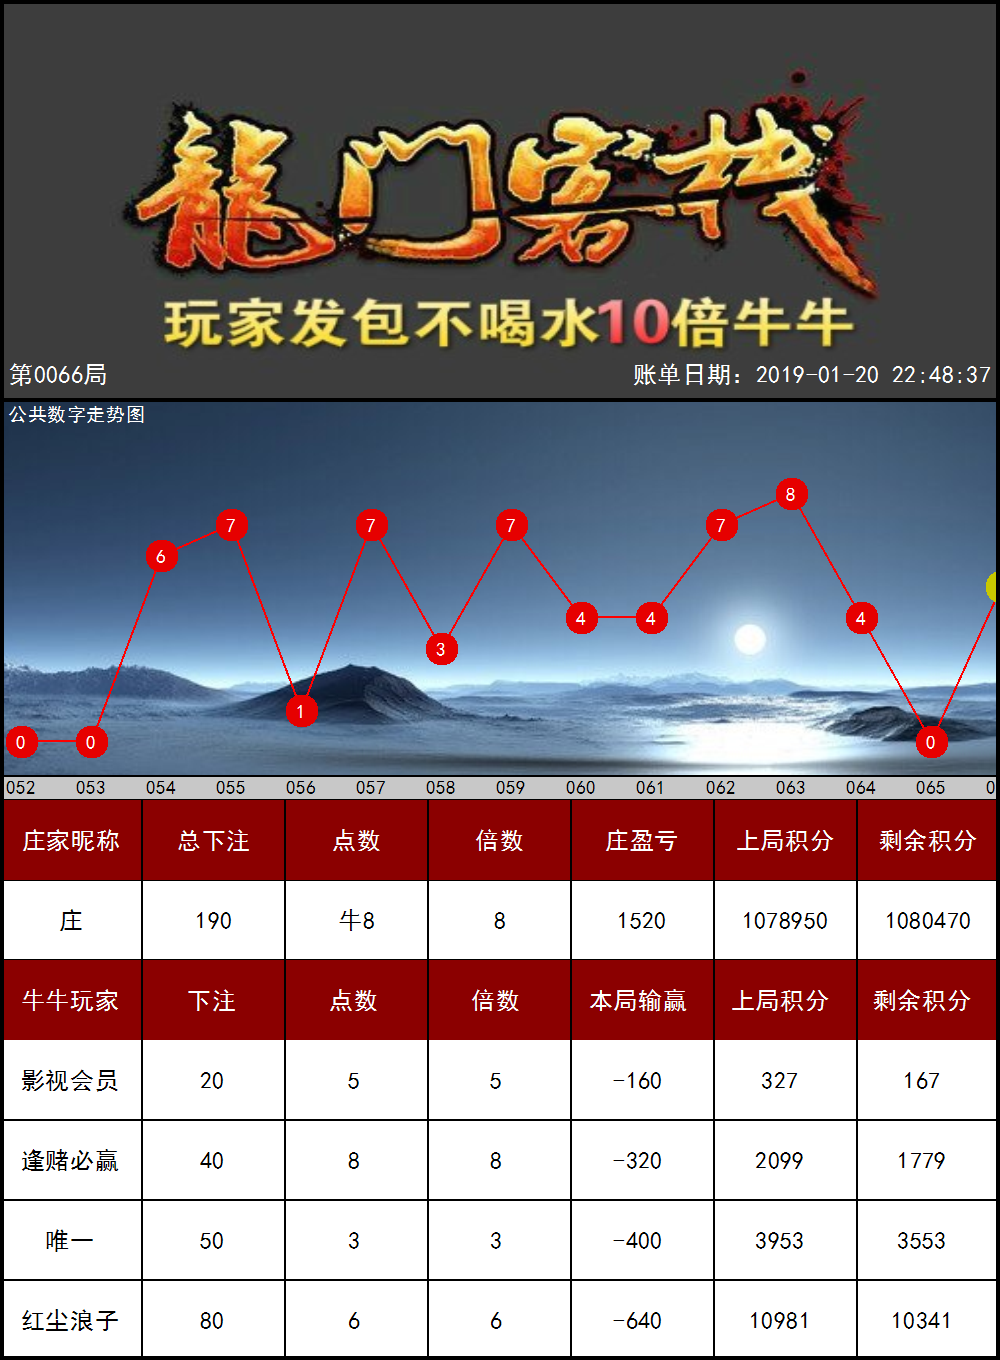 龍门客栈
玩家发包不喝水10倍牛牛
第0066局 账单日期：2019-01-20 22:48:37
公共数字走势图
8
7 7 7 7
6
4 4 4
3
1
0 0 0
052 053 054 055 056 057 058 059 060 061 062 063 064 065 0
庄家昵称 总下注 点数 倍数 庄盈亏 上局积分 剩余积分
庄 190 牛8 8 1520 1078950 1080470
牛牛玩家 下注 点数 倍数 本局输赢 上局积分 剩余积分
影视会员 20 5 5 -160 327 167
逢赌必赢 40 8 8 -320 2099 1779
唯一 50 3 3 -400 3953 3553
红尘浪子 80 6 6 -640 10981 10341